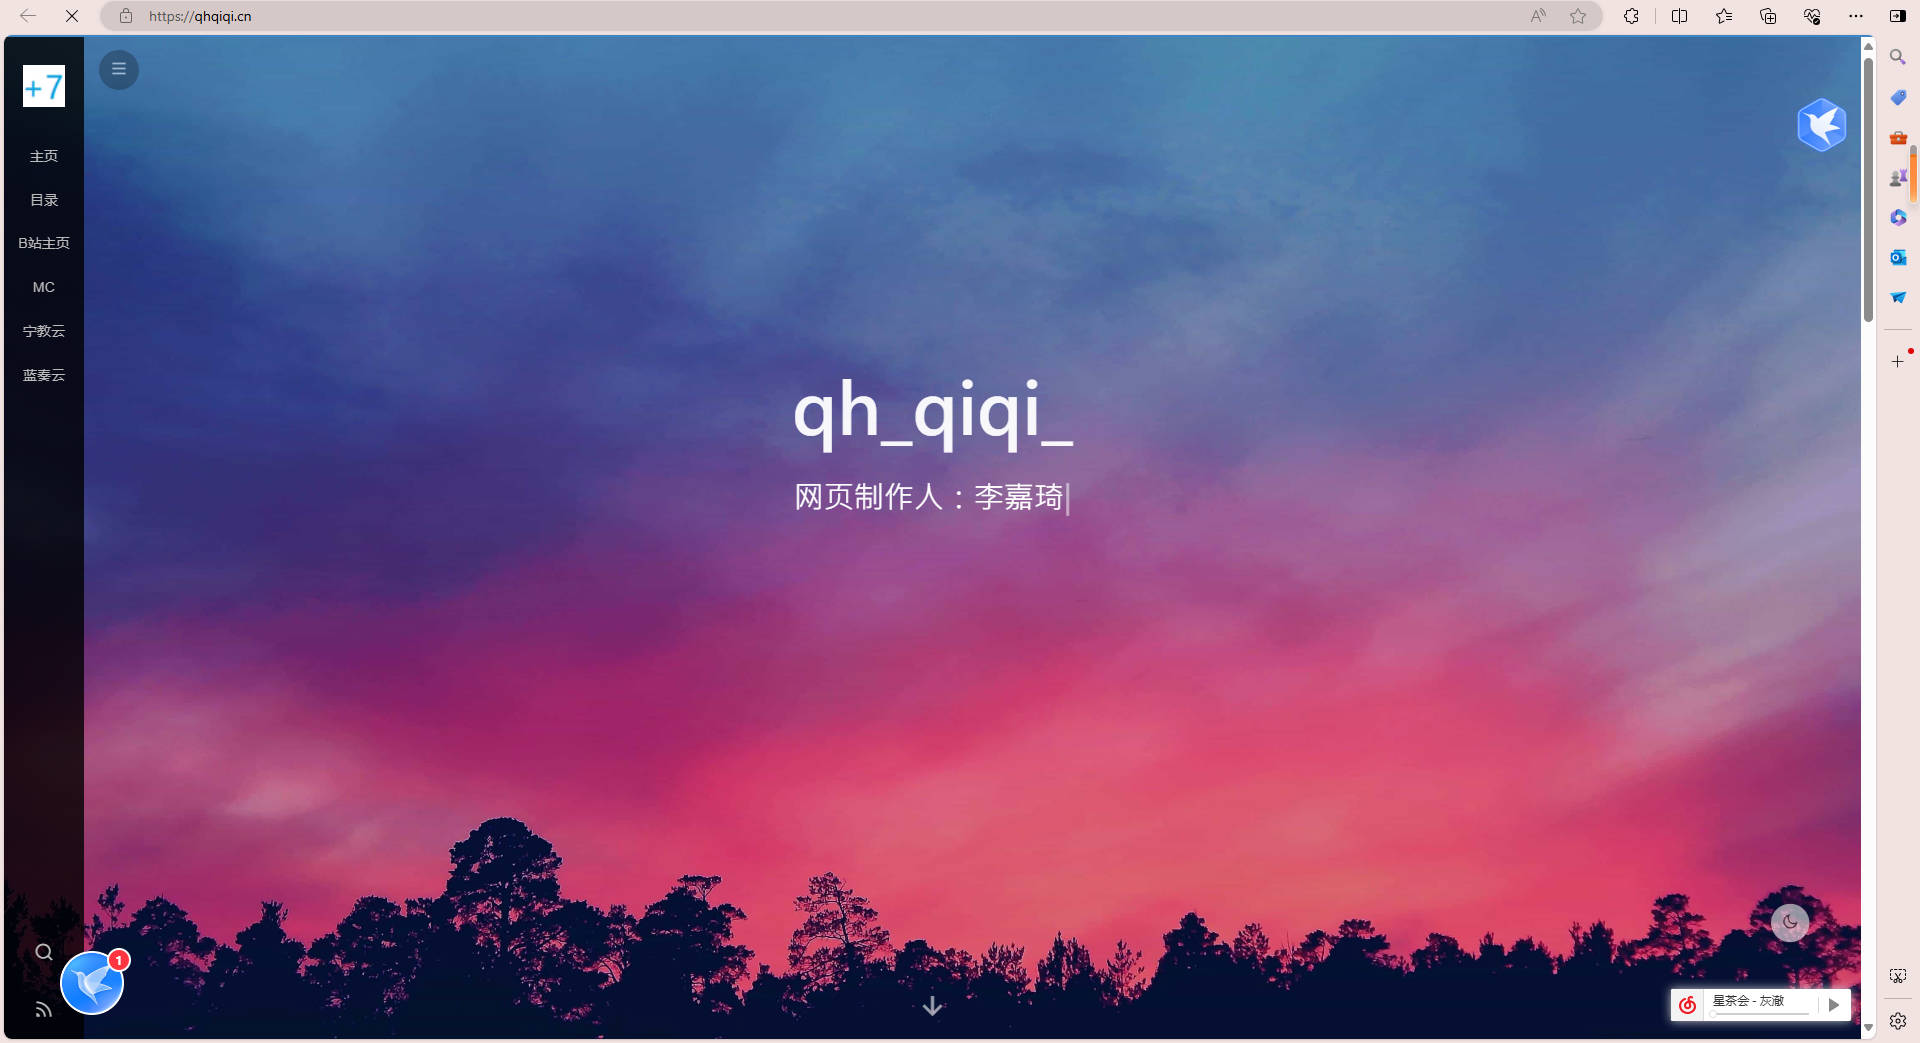 https://qhqiqi.cn
+7
主页
目录
B站主页
MC
宁教云
蓝奏云
qh_qiqi_
网页制作人：李嘉琦
1
星茶会 - 灰澈